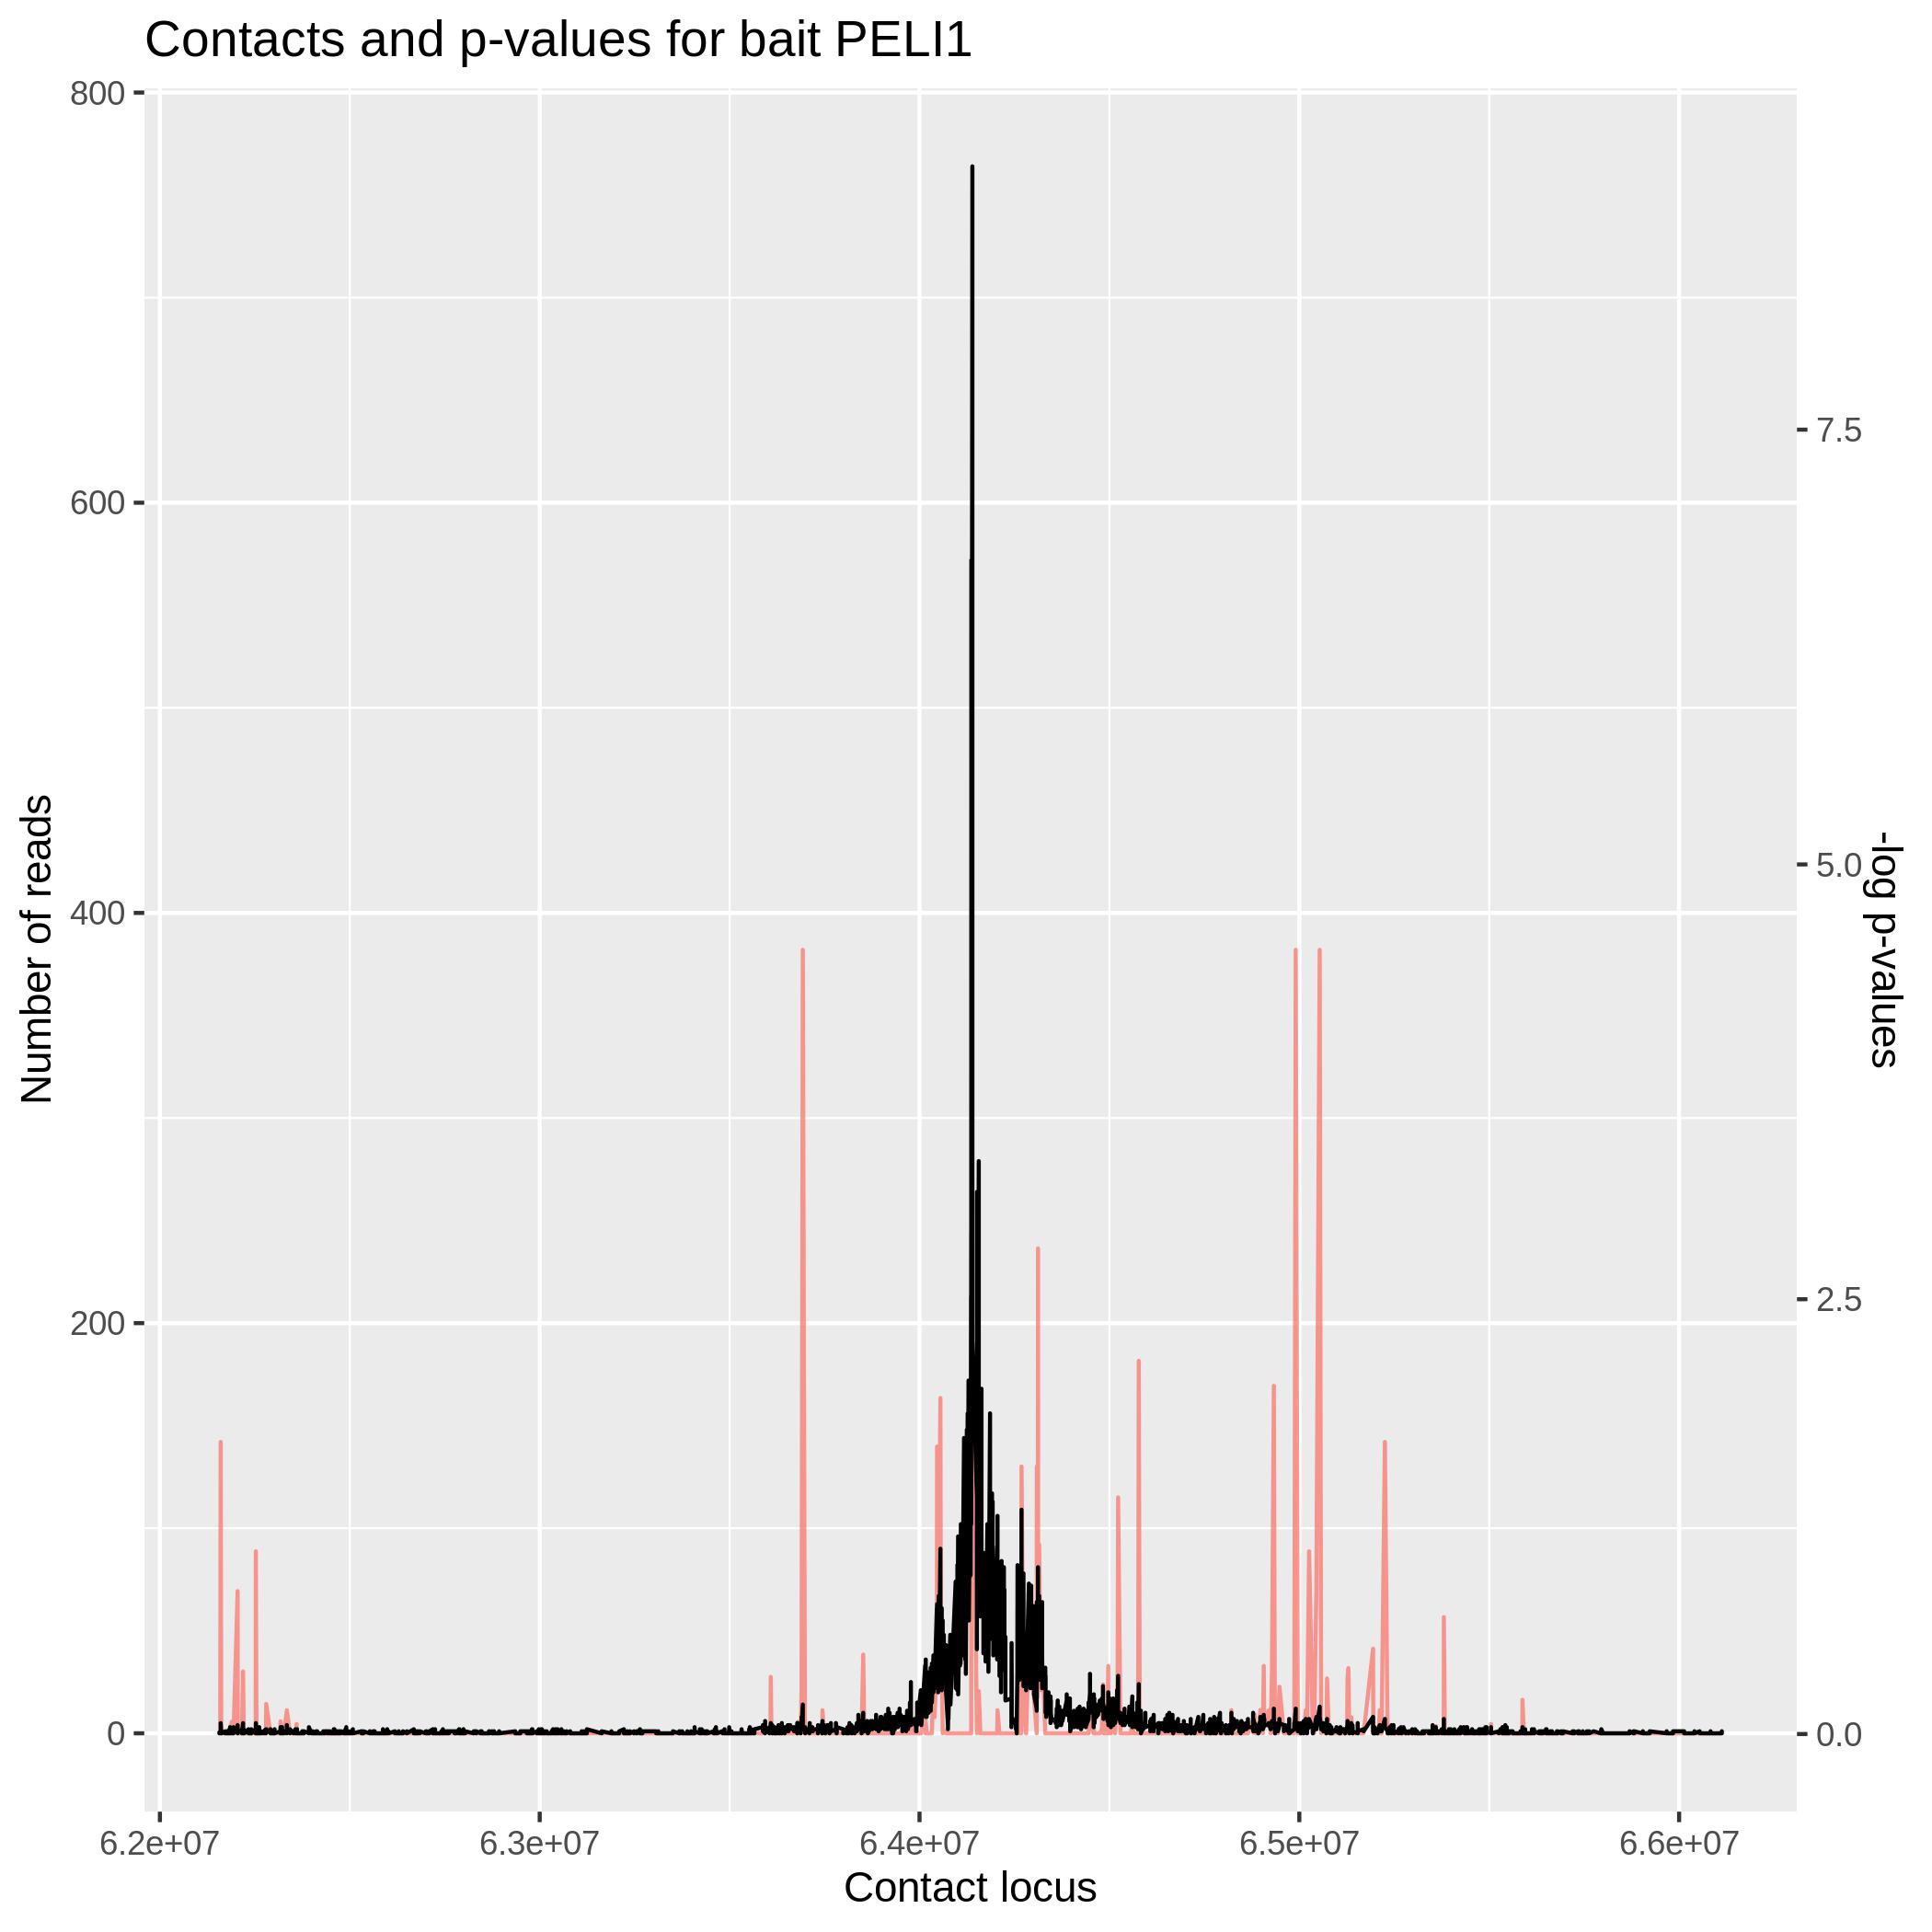 Contacts and p-values for bait PELI1
800
600
400
200
0
Number of reads
7.5
5.0
2.5
0.0
-log p-values
6.2e+07
6.3e+07
6.4e+07
6.5e+07
6.6e+07
Contact locus